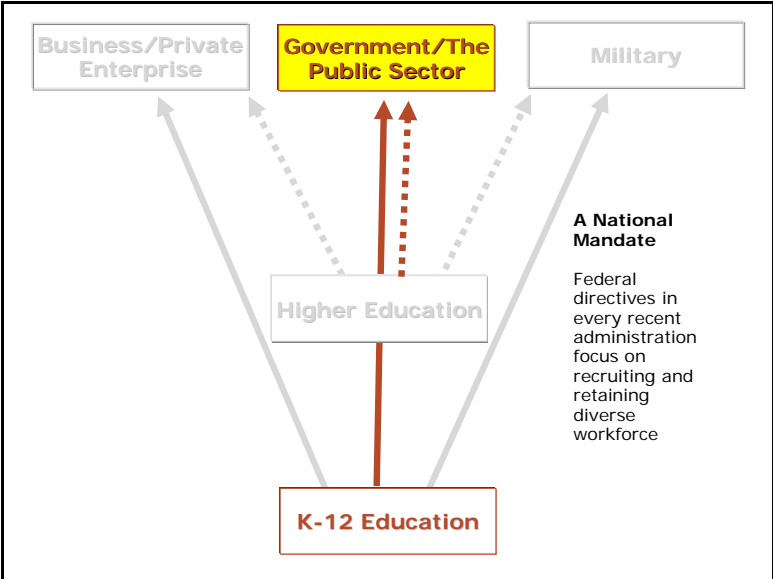 Business/Private
Enterprise
Government/The
Public Sector
Military
A National
Mandate
Federal
directives in
every recent
administration
focus on
recruiting and
retaining
diverse
workforce
Higher Education
K-12 Education